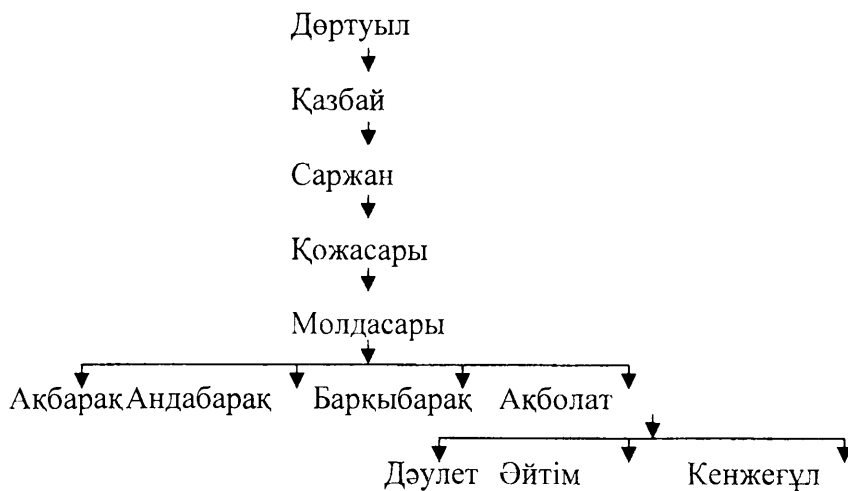 Дөртуыл
Қазбай
Саржан
Қожасары
Молдасары
Ақбарақ Андабарақ Барқыбарақ Ақболат
Дәулет Әйтім Кенжеғұл